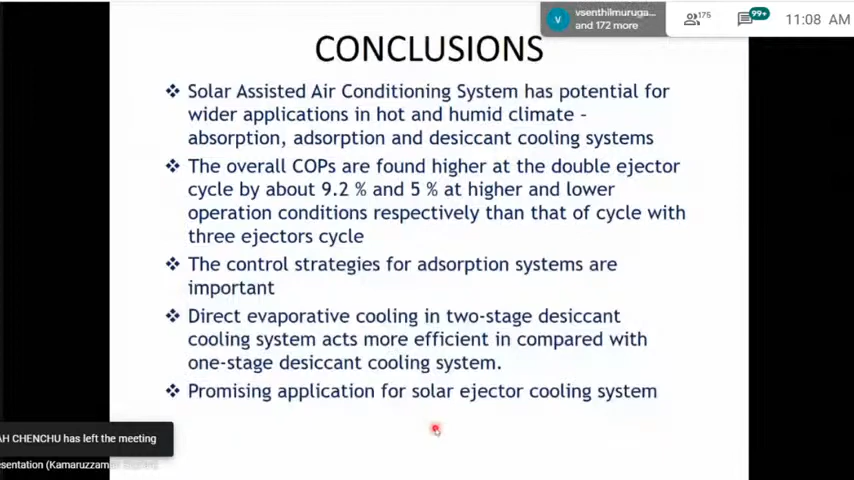 vsenthilmuruga...
and 172 more
175
99+
11:08 AM
CONCLUSIONS
❖ Solar Assisted Air Conditioning System has potential for
wider applications in hot and humid climate –
absorption, adsorption and desiccant cooling systems
❖ The overall COPs are found higher at the double ejector
cycle by about 9.2 % and 5 % at higher and lower
operation conditions respectively than that of cycle with
three ejectors cycle
❖ The control strategies for adsorption systems are
important
❖ Direct evaporative cooling in two-stage desiccant
cooling system acts more efficient in compared with
one-stage desiccant cooling system.
❖ Promising application for solar ejector cooling system
AH CHENCHU has left the meeting
esentation (Kamaruzzam